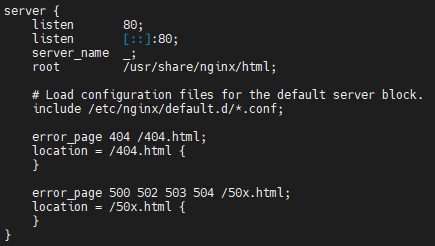 server {
    listen       80;
    listen       [::]:80;
    server_name  _;
    root         /usr/share/nginx/html;

    # Load configuration files for the default server block.
    include /etc/nginx/default.d/*.conf;

    error_page 404 /404.html;
    location = /404.html {
    }

    error_page 500 502 503 504 /50x.html;
    location = /50x.html {
    }
}